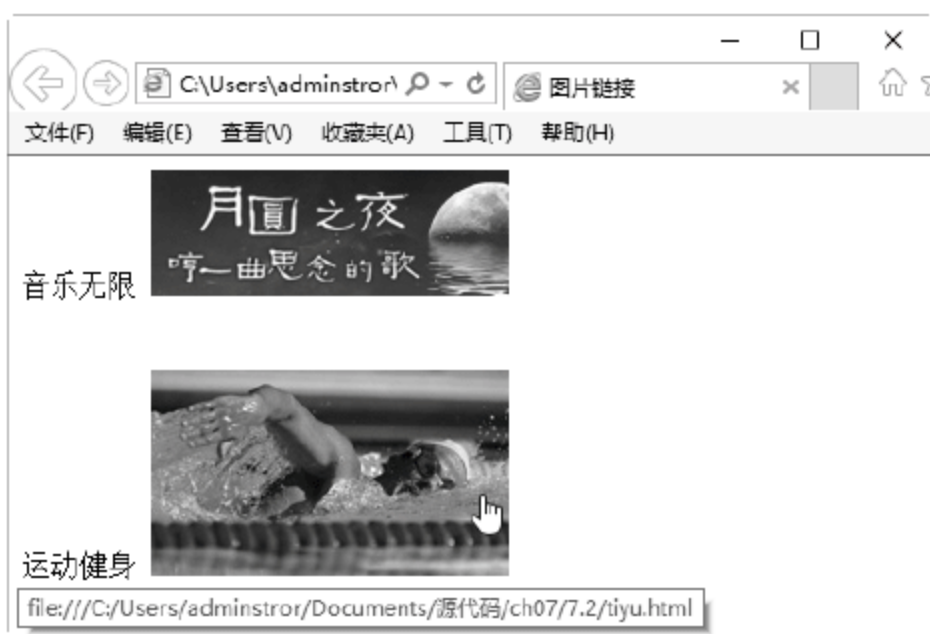 C:\Users\adminstror\
图片链接
文件(F) 编辑(E) 查看(V) 收藏夹(A) 工具(T) 帮助(H)
月圓之夜
哼一曲思念的歌
音乐无限
运动健身
file:///C:/Users/adminstror/Documents/源代码/ch07/7.2/tiyu.html